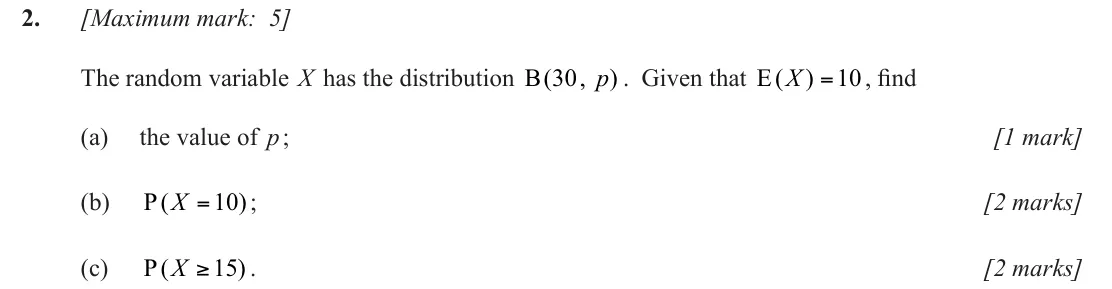 2. [Maximum mark: 5]
The random variable X has the distribution B(30, p). Given that E(X) = 10, find
(a) the value of p; [1 mark]
(b) P(X = 10); [2 marks]
(c) P(X ≥ 15). [2 marks]